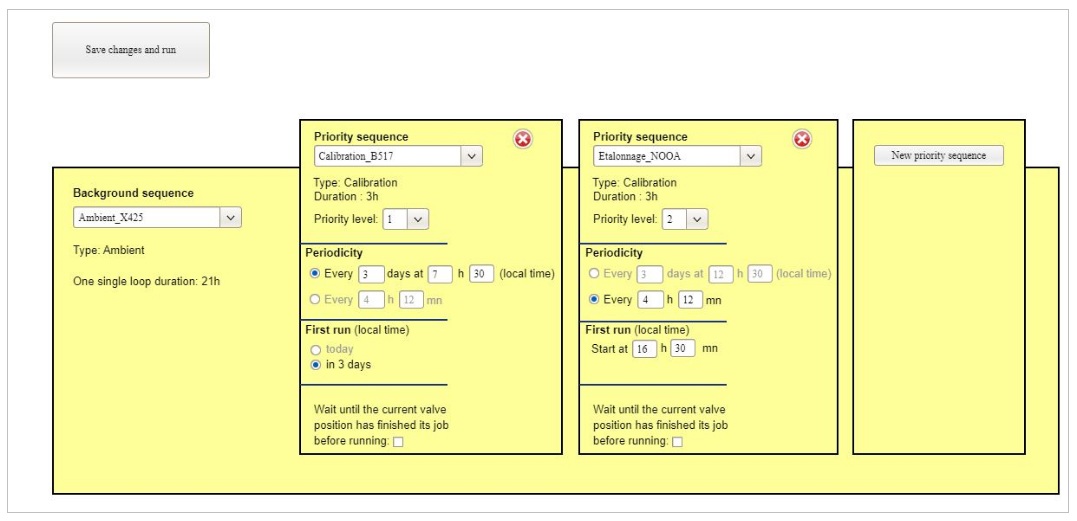 Save changes and run
Background sequence
Ambient_X425
Type: Ambient
One single loop duration: 21h
Priority sequence
Calibration_B517
Type: Calibration
Duration : 3h
Priority level: 1
Periodicity
Every 3 days at 7 h 30 (local time)
Every 4 h 12 mn
First run (local time)
today
in 3 days
Wait until the current valve
position has finished its job
before running:
Priority sequence
Etalonnage_NOOA
Type: Calibration
Duration : 3h
Priority level: 2
Periodicity
Every 3 days at 12 h 30 (local time)
Every 4 h 12 mn
First run (local time)
Start at 16 h 30 mn
Wait until the current valve
position has finished its job
before running:
New priority sequence